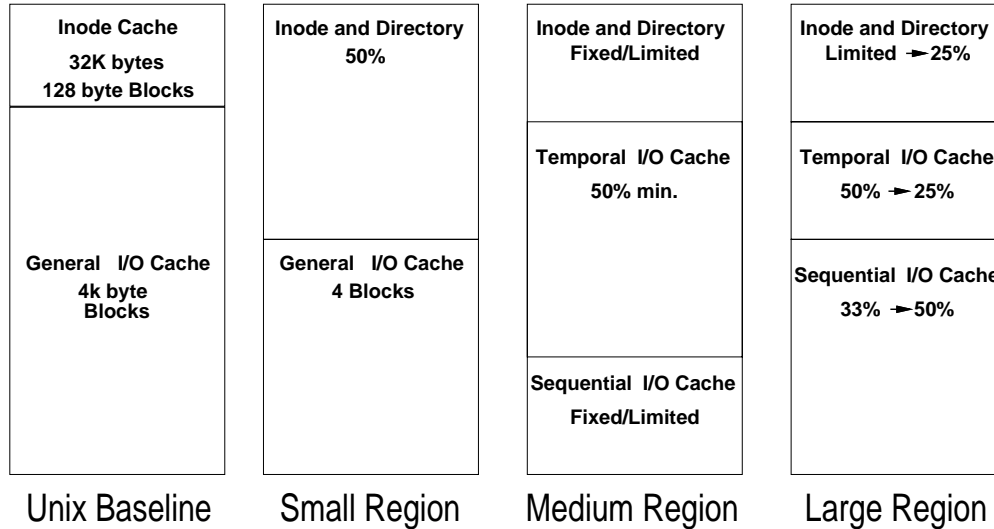 Inode Cache
32K bytes
128 byte Blocks
General I/O Cache
4k byte
Blocks
Unix Baseline
Inode and Directory
50%
General I/O Cache
4 Blocks
Small Region
Inode and Directory
Fixed/Limited
Temporal I/O Cache
50% min.
Sequential I/O Cache
Fixed/Limited
Medium Region
Inode and Directory
Limited → 25%
Temporal I/O Cache
50% → 25%
Sequential I/O Cache
33% → 50%
Large Region